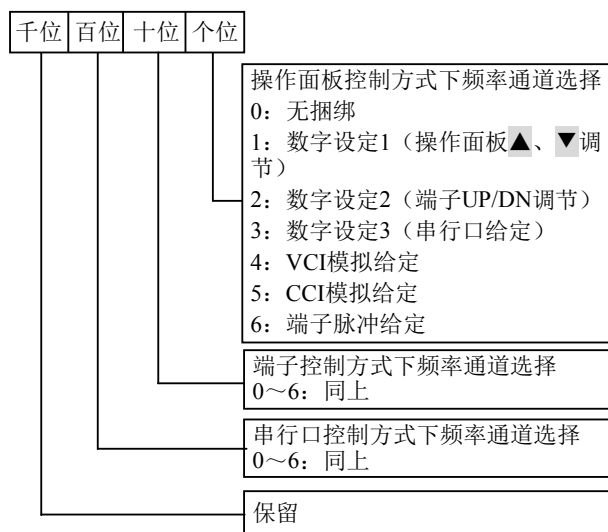 千位 百位 十位 个位
操作面板控制方式下频率通道选择
0：无捆绑
1：数字设定1（操作面板▲、▼调
节）
2：数字设定2（端子UP/DN调节）
3：数字设定3（串行口给定）
4：VCI模拟给定
5：CCI模拟给定
6：端子脉冲给定
端子控制方式下频率通道选择
0～6：同上
串行口控制方式下频率通道选择
0～6：同上
保留